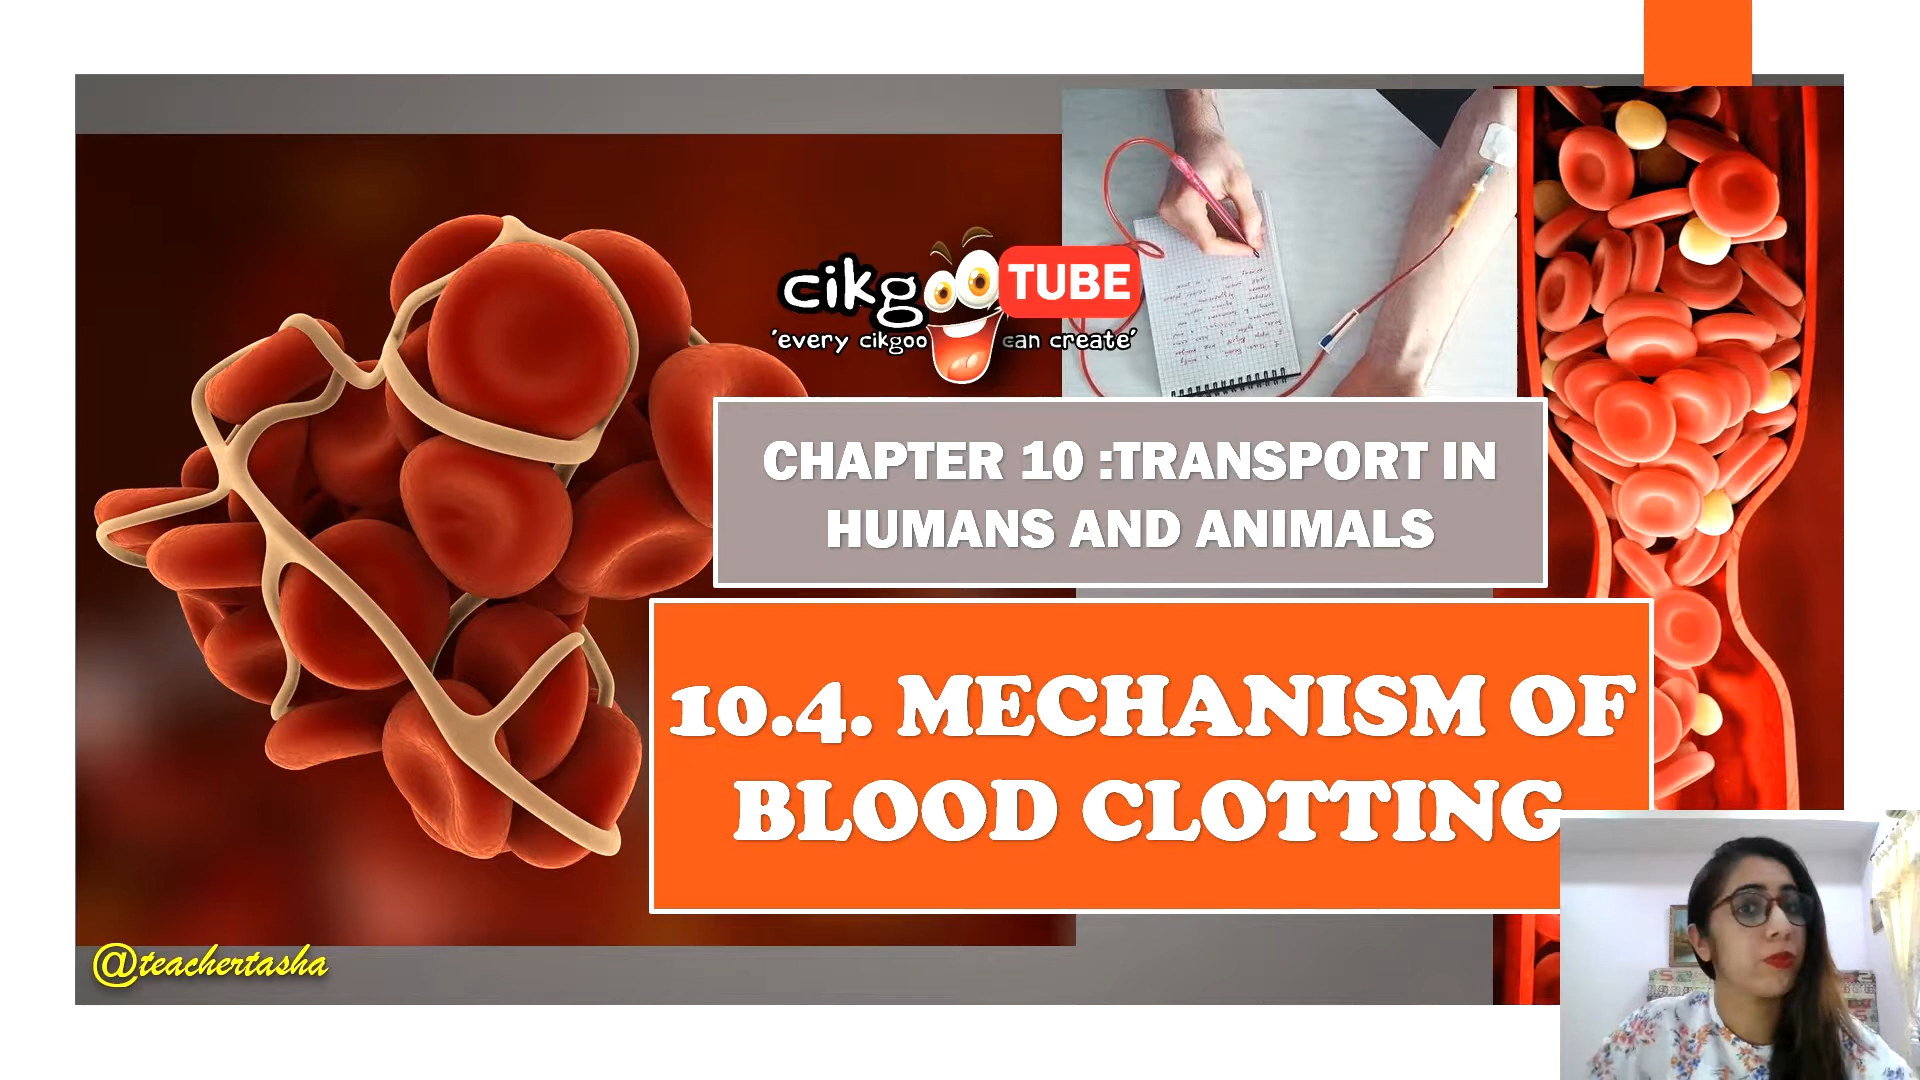 cikgoo TUBE
'every cikgoo can create'
CHAPTER 10 :TRANSPORT IN
HUMANS AND ANIMALS
10.4. MECHANISM OF
BLOOD CLOTTING
@teachertasha